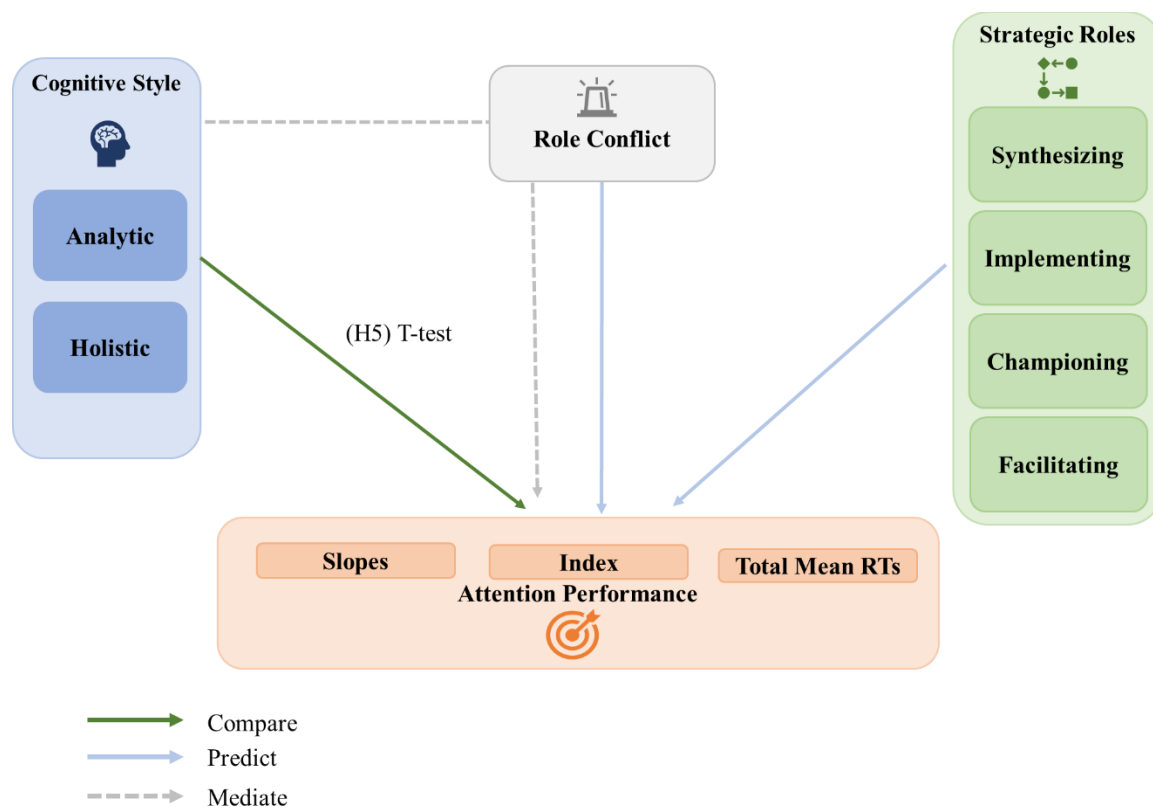 Cognitive Style
Analytic
Holistic
Role Conflict
Strategic Roles
Synthesizing
Implementing
Championing
Facilitating
(H5) T-test
Slopes
Index
Total Mean RTs
Attention Performance
Compare
Predict
Mediate